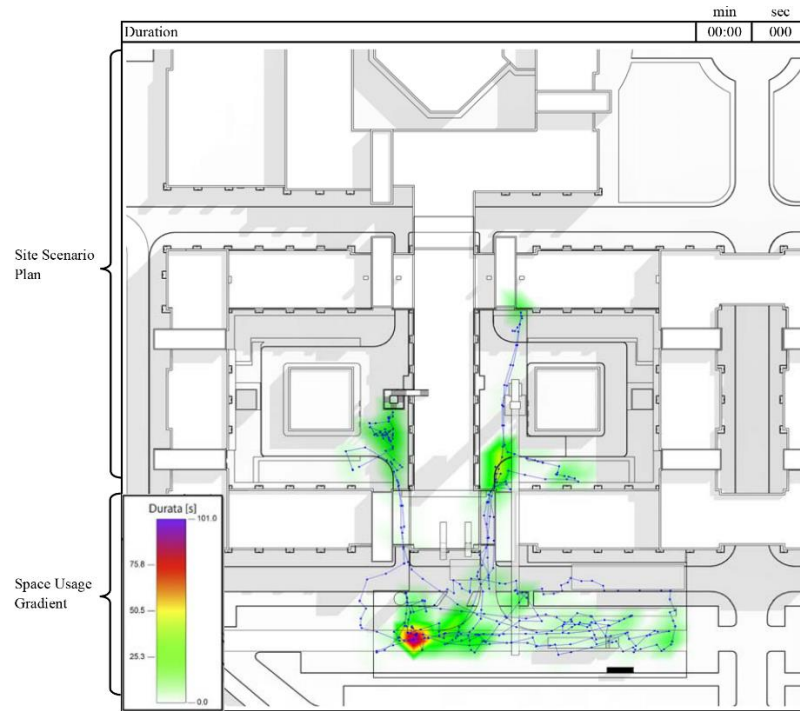 min sec
Duration 00:00 000
Site Scenario
Plan
Durata [s]
101.0
75.8
50.5
25.3
0.0
Space Usage
Gradient